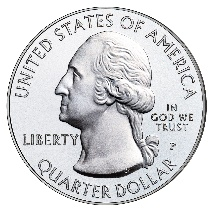 UNITED STATES OF AMERICA
LIBERTY
IN
GOD WE
TRUST
P
QUARTER DOLLAR